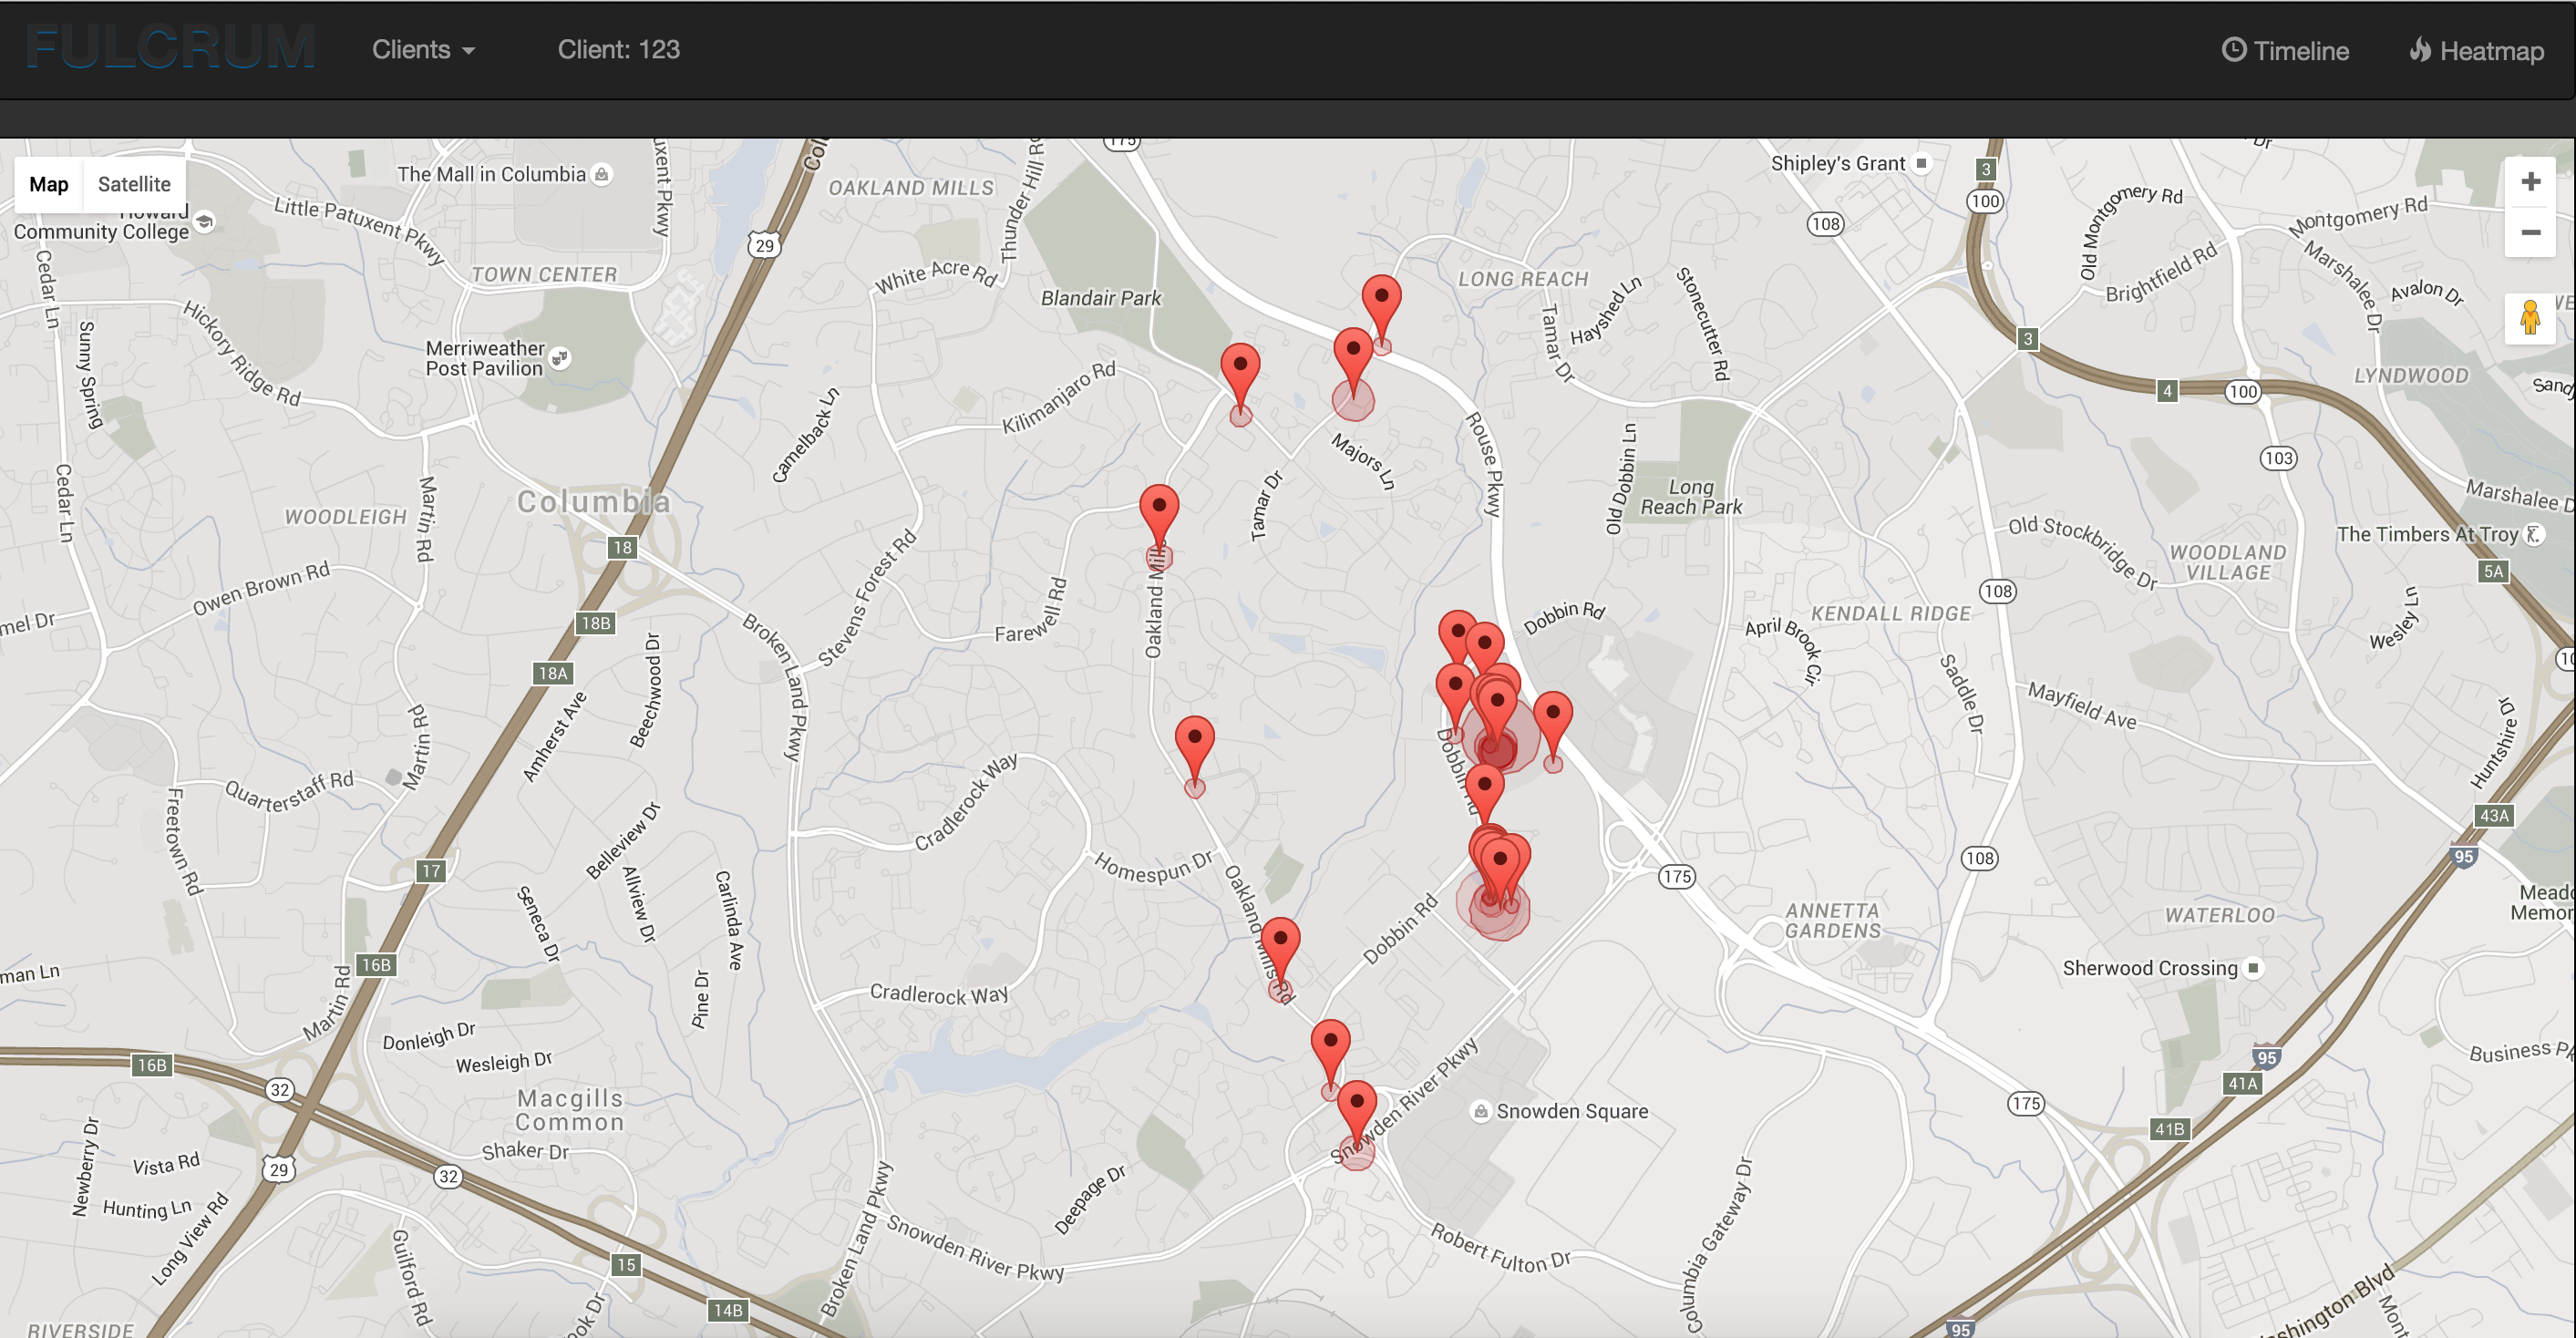 FULCRUM
Clients
Client: 123
Timeline
Heatmap
Map
Satellite
The Mall in Columbia
OAKLAND MILLS
Thunder Hill Rd
175
Shipley's Grant
3
100
108
Old Montgomery Rd
Montgomery Rd
Howard
Community College
Little Patuxent Pkwy
29
TOWN CENTER
White Acre Rd
Blandair Park
LONG REACH
Hayshed Ln
Stonecutter Rd
Brightfield Rd
Marshalee Dr
Avalon Dr
Cedar Ln
Sunny Spring
Hickory Ridge Rd
Merriweather
Post Pavilion
Camelback Ln
Kilimanjaro Rd
Tamar Dr
3
4
100
LYNDWOOD
Majors Ln
Rouse Pkwy
Old Dobbin Ln
Long
Reach Park
103
Marshalee D
Cedar Ln
WOODLEIGH
Martin Rd
Columbia
18
Stevens Forest Rd
Tamar Dr
Old Stockbridge Dr
The Timbers At Troy
WOODLAND
VILLAGE
5A
Owen Brown Rd
mel Dr
18B
Farewell Rd
Oakland Mills
Dobbin Rd
108
KENDALL RIDGE
April Brook Cir
Wesley Ln
Broken Land Pkwy
18A
Beechwood Dr
Amherst Ave
Martin Rd
Saddle Dr
Mayfield Ave
Huntshire Dr
Quarterstaff Rd
Freetown Rd
Cradlerock Way
Dobbin Rd
43A
95
Belleview Dr
17
Homespun Dr
108
175
Allview Dr
Carlinda Ave
Seneca Dr
Oakland Mills Rd
Dobbin Rd
ANNETTA
GARDENS
WATERLOO
Mead
Memor
16B
man Ln
Martin Rd
Pine Dr
Cradlerock Way
Sherwood Crossing
Donleigh Dr
Wesleigh Dr
16B
32
Snowden River Pkwy
95
41A
Business P
Macgills
Common
Snowden Square
175
41B
Newberry Dr
Vista Rd
Shaker Dr
29
32
Hunting Ln
Long View Rd
Deepage Dr
Broken Land Pkwy
Snowden River Pkwy
Robert Fulton Dr
Columbia Gateway Dr
Guilford Rd
15
14B
ook Dr
RIVERSIDE
95
ashington Blvd
Mont